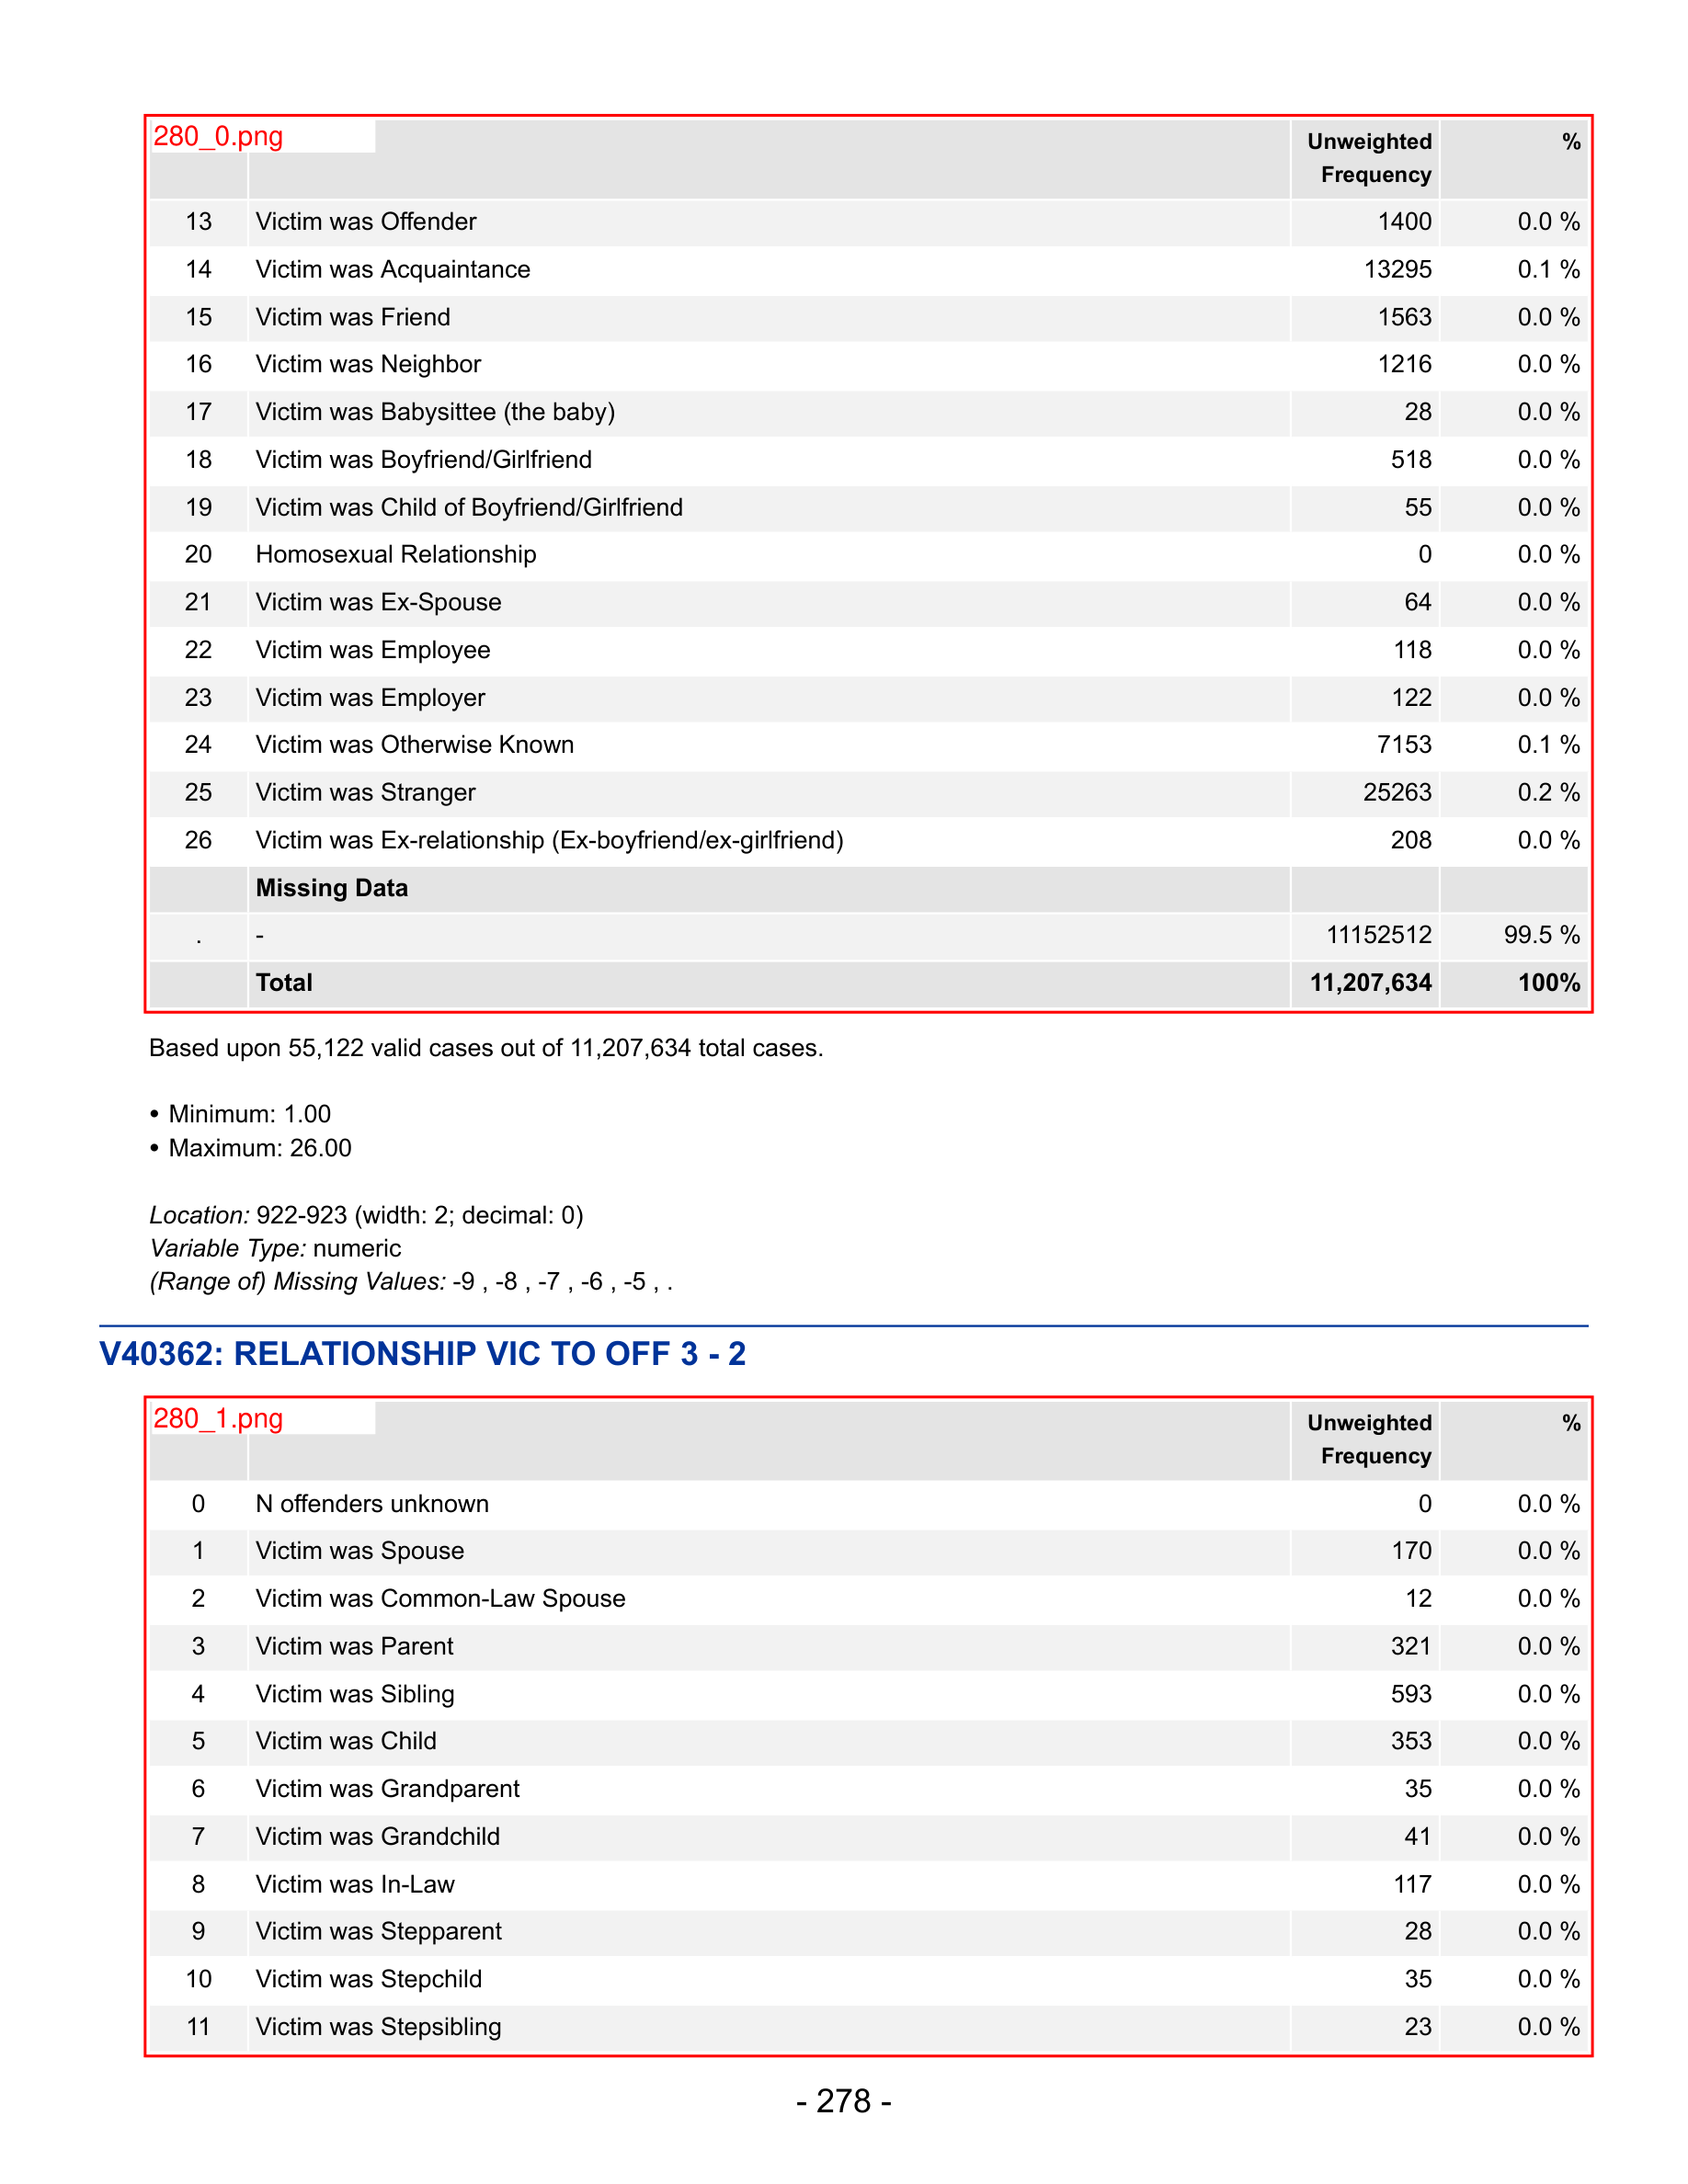 280_0.png
Unweighted Frequency %
13 Victim was Offender 1400 0.0 %
14 Victim was Acquaintance 13295 0.1 %
15 Victim was Friend 1563 0.0 %
16 Victim was Neighbor 1216 0.0 %
17 Victim was Babysittee (the baby) 28 0.0 %
18 Victim was Boyfriend/Girlfriend 518 0.0 %
19 Victim was Child of Boyfriend/Girlfriend 55 0.0 %
20 Homosexual Relationship 0 0.0 %
21 Victim was Ex-Spouse 64 0.0 %
22 Victim was Employee 118 0.0 %
23 Victim was Employer 122 0.0 %
24 Victim was Otherwise Known 7153 0.1 %
25 Victim was Stranger 25263 0.2 %
26 Victim was Ex-relationship (Ex-boyfriend/ex-girlfriend) 208 0.0 %
Missing Data
. - 11152512 99.5 %
Total 11,207,634 100%
Based upon 55,122 valid cases out of 11,207,634 total cases.
• Minimum: 1.00
• Maximum: 26.00
Location: 922-923 (width: 2; decimal: 0)
Variable Type: numeric
(Range of) Missing Values: -9 , -8 , -7 , -6 , -5 , .
V40362: RELATIONSHIP VIC TO OFF 3 - 2
280_1.png
Unweighted Frequency %
0 N offenders unknown 0 0.0 %
1 Victim was Spouse 170 0.0 %
2 Victim was Common-Law Spouse 12 0.0 %
3 Victim was Parent 321 0.0 %
4 Victim was Sibling 593 0.0 %
5 Victim was Child 353 0.0 %
6 Victim was Grandparent 35 0.0 %
7 Victim was Grandchild 41 0.0 %
8 Victim was In-Law 117 0.0 %
9 Victim was Stepparent 28 0.0 %
10 Victim was Stepchild 35 0.0 %
11 Victim was Stepsibling 23 0.0 %
- 278 -